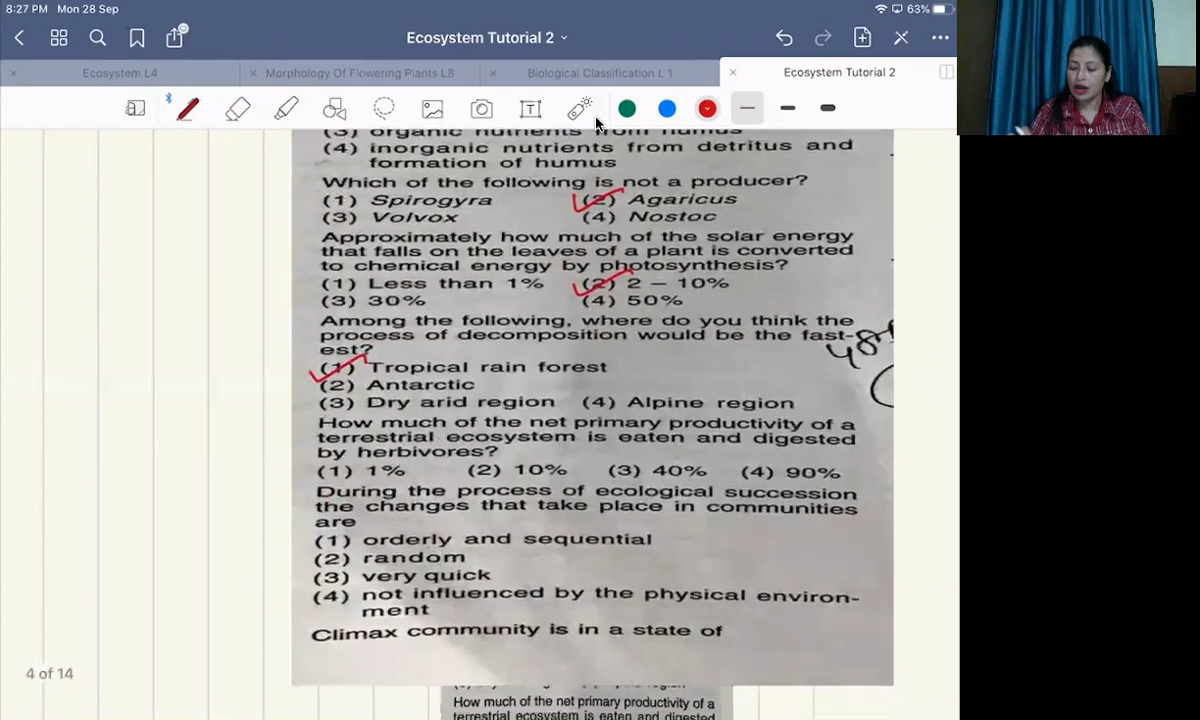 8:27 PM Mon 28 Sep
63%
Ecosystem Tutorial 2
Ecosystem L4
Morphology Of Flowering Plants L8
Biological Classification L 1
Ecosystem Tutorial 2
(3) organic nutrients from humus
(4) inorganic nutrients from detritus and
formation of humus
Which of the following is not a producer?
(1) Spirogyra (2) Agaricus
(3) Volvox (4) Nostoc
Approximately how much of the solar energy
that falls on the leaves of a plant is converted
to chemical energy by photosynthesis?
(1) Less than 1% (2) 2 – 10%
(3) 30% (4) 50%
Among the following, where do you think the
process of decomposition would be the fast-
est?
(1) Tropical rain forest
(2) Antarctic
(3) Dry arid region (4) Alpine region
How much of the net primary productivity of a
terrestrial ecosystem is eaten and digested
by herbivores?
(1) 1% (2) 10% (3) 40% (4) 90%
During the process of ecological succession
the changes that take place in communities
are
(1) orderly and sequential
(2) random
(3) very quick
(4) not influenced by the physical environ-
ment
Climax community is in a state of
4 of 14
How much of the net primary productivity of a
terrestrial ecosystem is eaten and digested